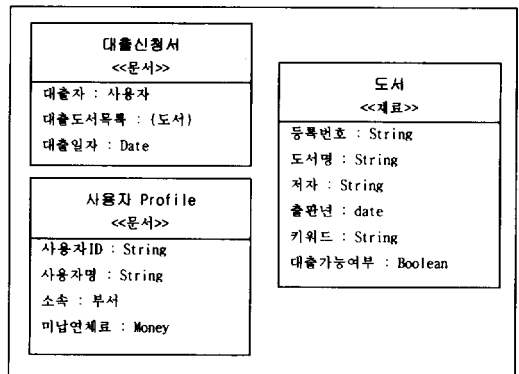 대출신청서
<<문서>>
대출자 : 사용자
대출도서목록 : {도서}
대출일자 : Date
사용자 Profile
<<문서>>
사용자ID : String
사용자명 : String
소속 : 부서
미납연체료 : Money
도서
<<재료>>
등록번호 : String
도서명 : String
저자 : String
출판년 : date
키워드 : String
대출가능여부 : Boolean